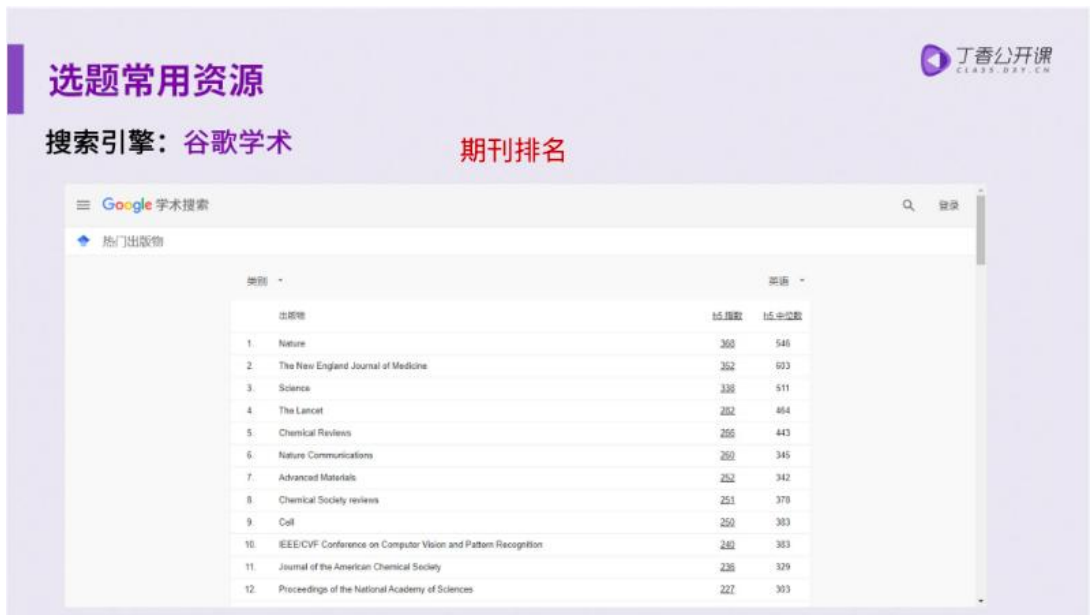 选题常用资源
丁香公开课
CLASS.DXY.CN
搜索引擎：谷歌学术
期刊排名
Google 学术搜索
登录
热门出版物
类别
英语
出版物 h5 指数 h5 中位数
1. Nature 368 546
2. The New England Journal of Medicine 352 603
3. Science 338 511
4. The Lancet 282 464
5. Chemical Reviews 266 443
6. Nature Communications 260 345
7. Advanced Materials 252 342
8. Chemical Society reviews 251 378
9. Cell 250 383
10. IEEE/CVF Conference on Computer Vision and Pattern Recognition 240 383
11. Journal of the American Chemical Society 236 329
12. Proceedings of the National Academy of Sciences 227 303